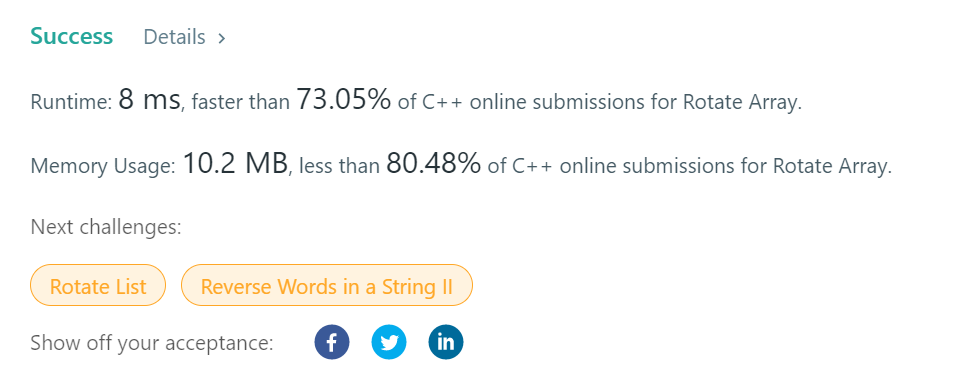 Success Details >
Runtime: 8 ms, faster than 73.05% of C++ online submissions for Rotate Array.
Memory Usage: 10.2 MB, less than 80.48% of C++ online submissions for Rotate Array.
Next challenges:
Rotate List Reverse Words in a String II
Show off your acceptance: f in